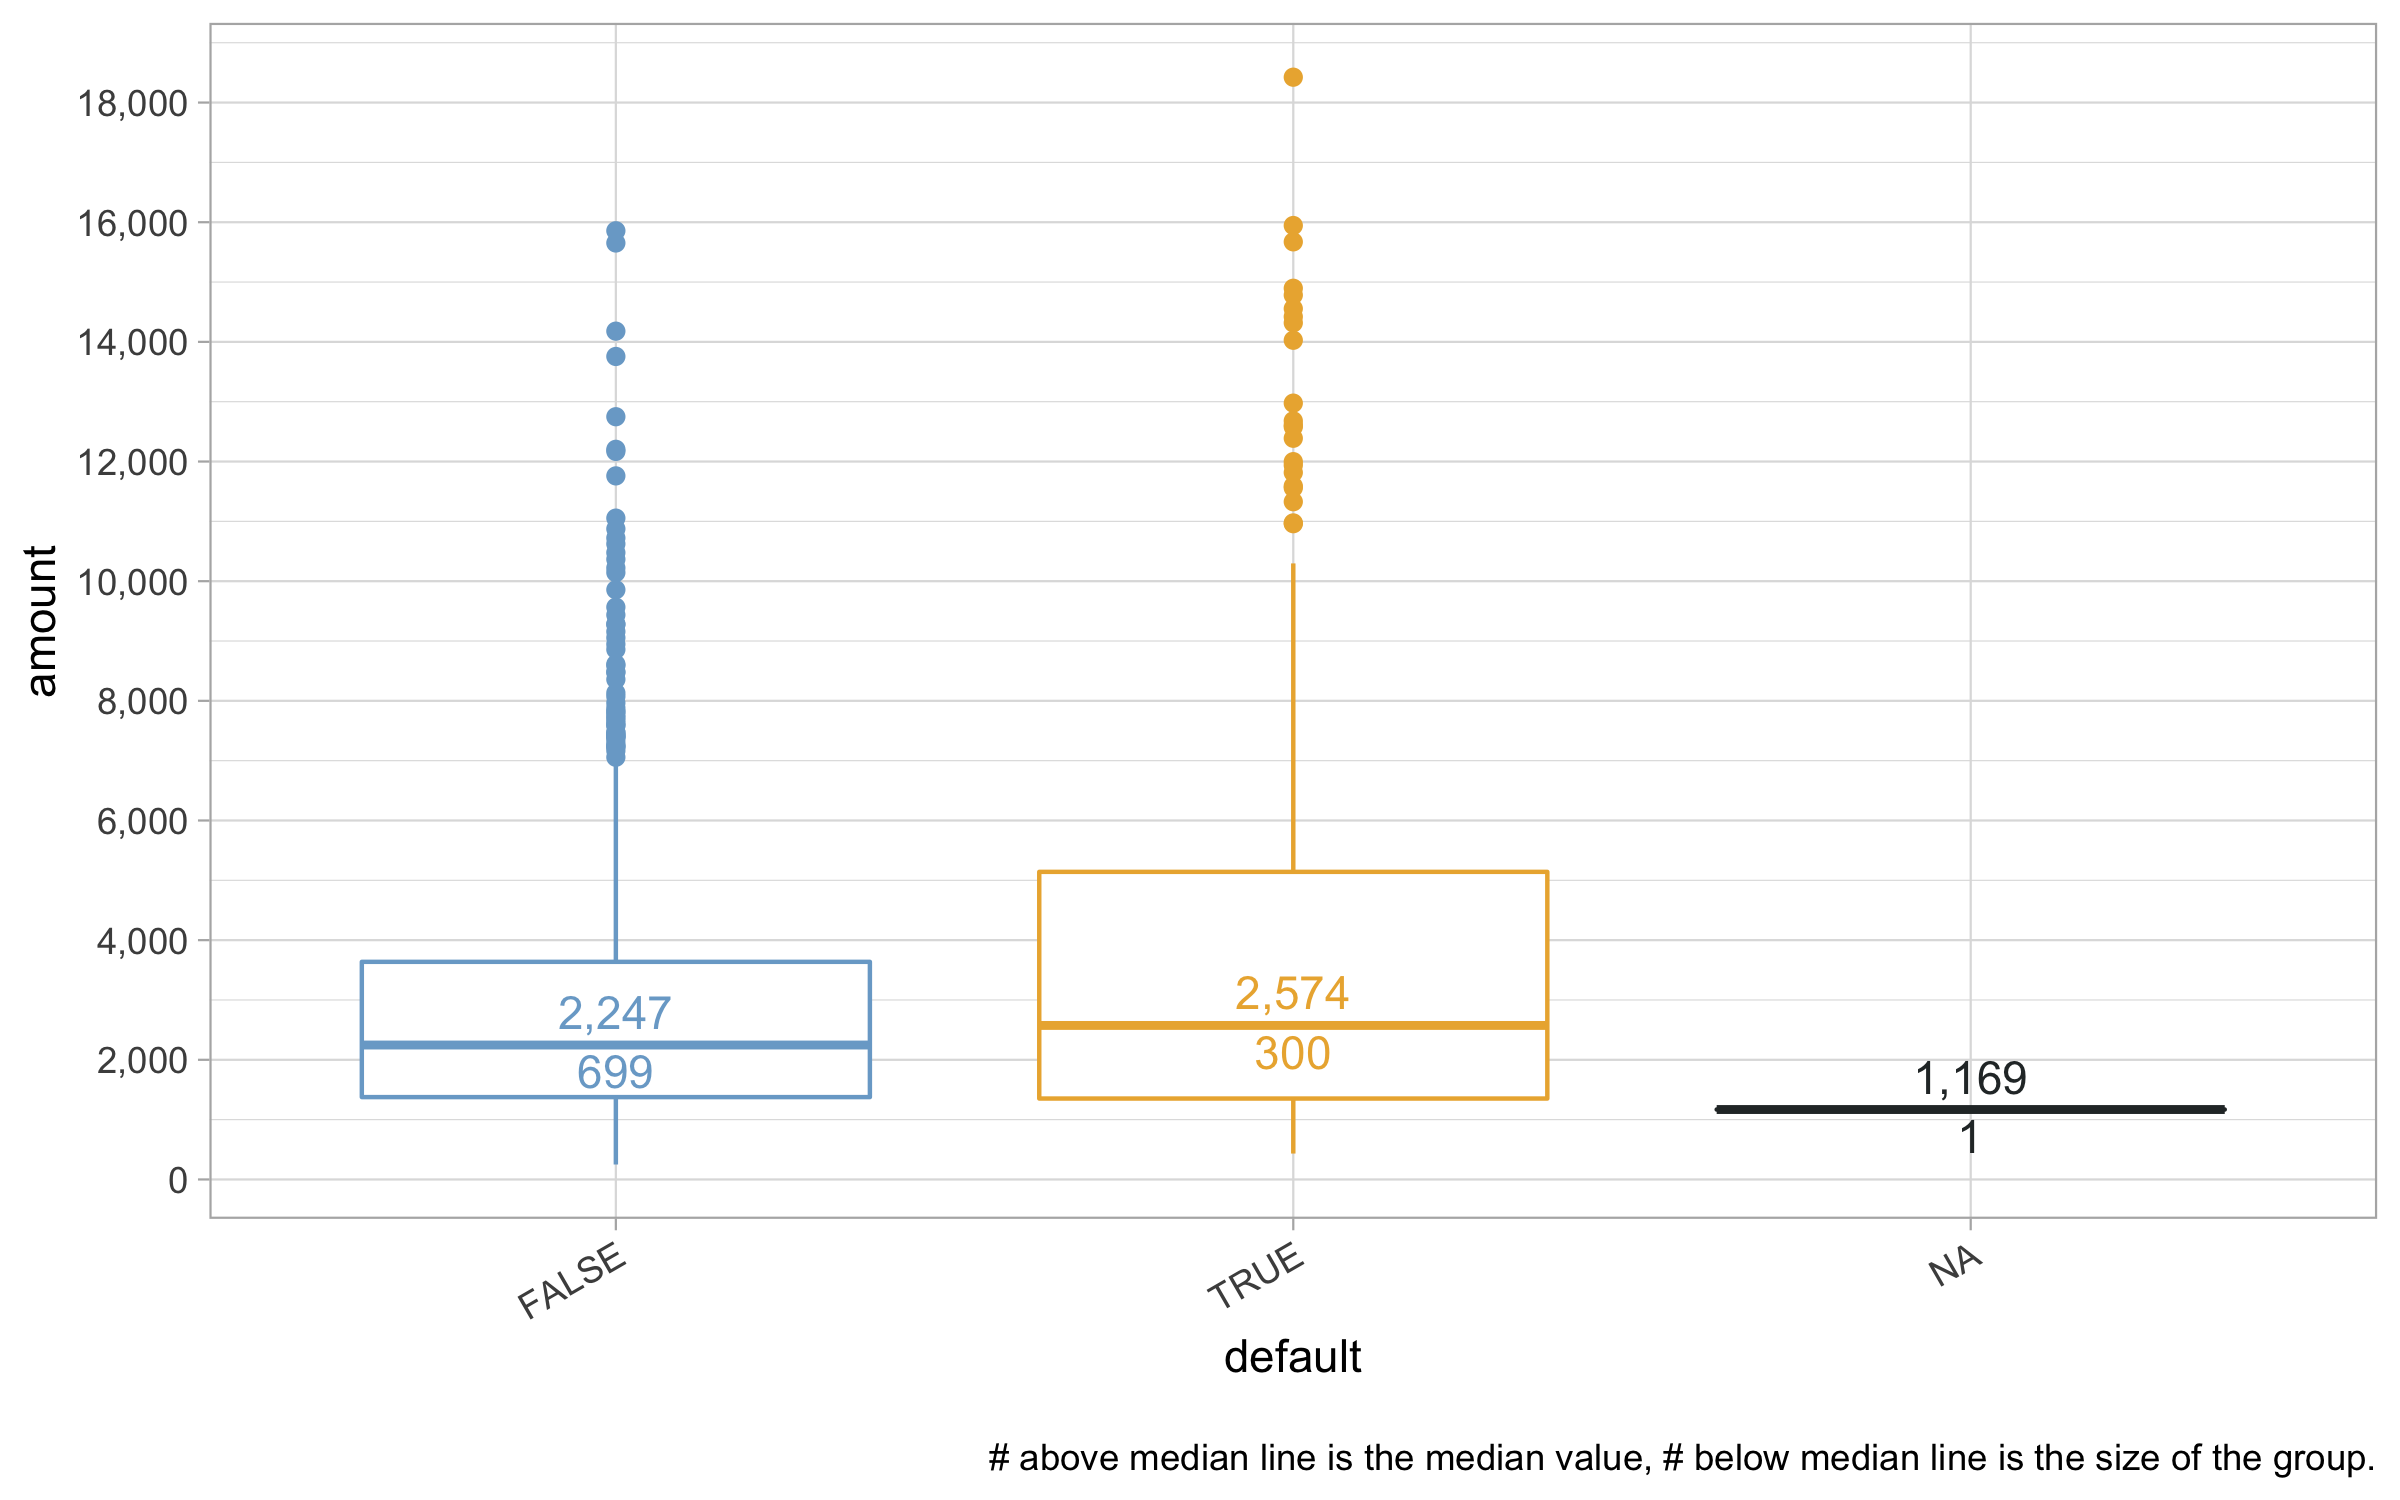 18,000
16,000
14,000
12,000
10,000
8,000
6,000
4,000
2,000
0
amount
2,247
699
2,574
300
1,169
1
FALSE
TRUE
NA
default
# above median line is the median value, # below median line is the size of the group.